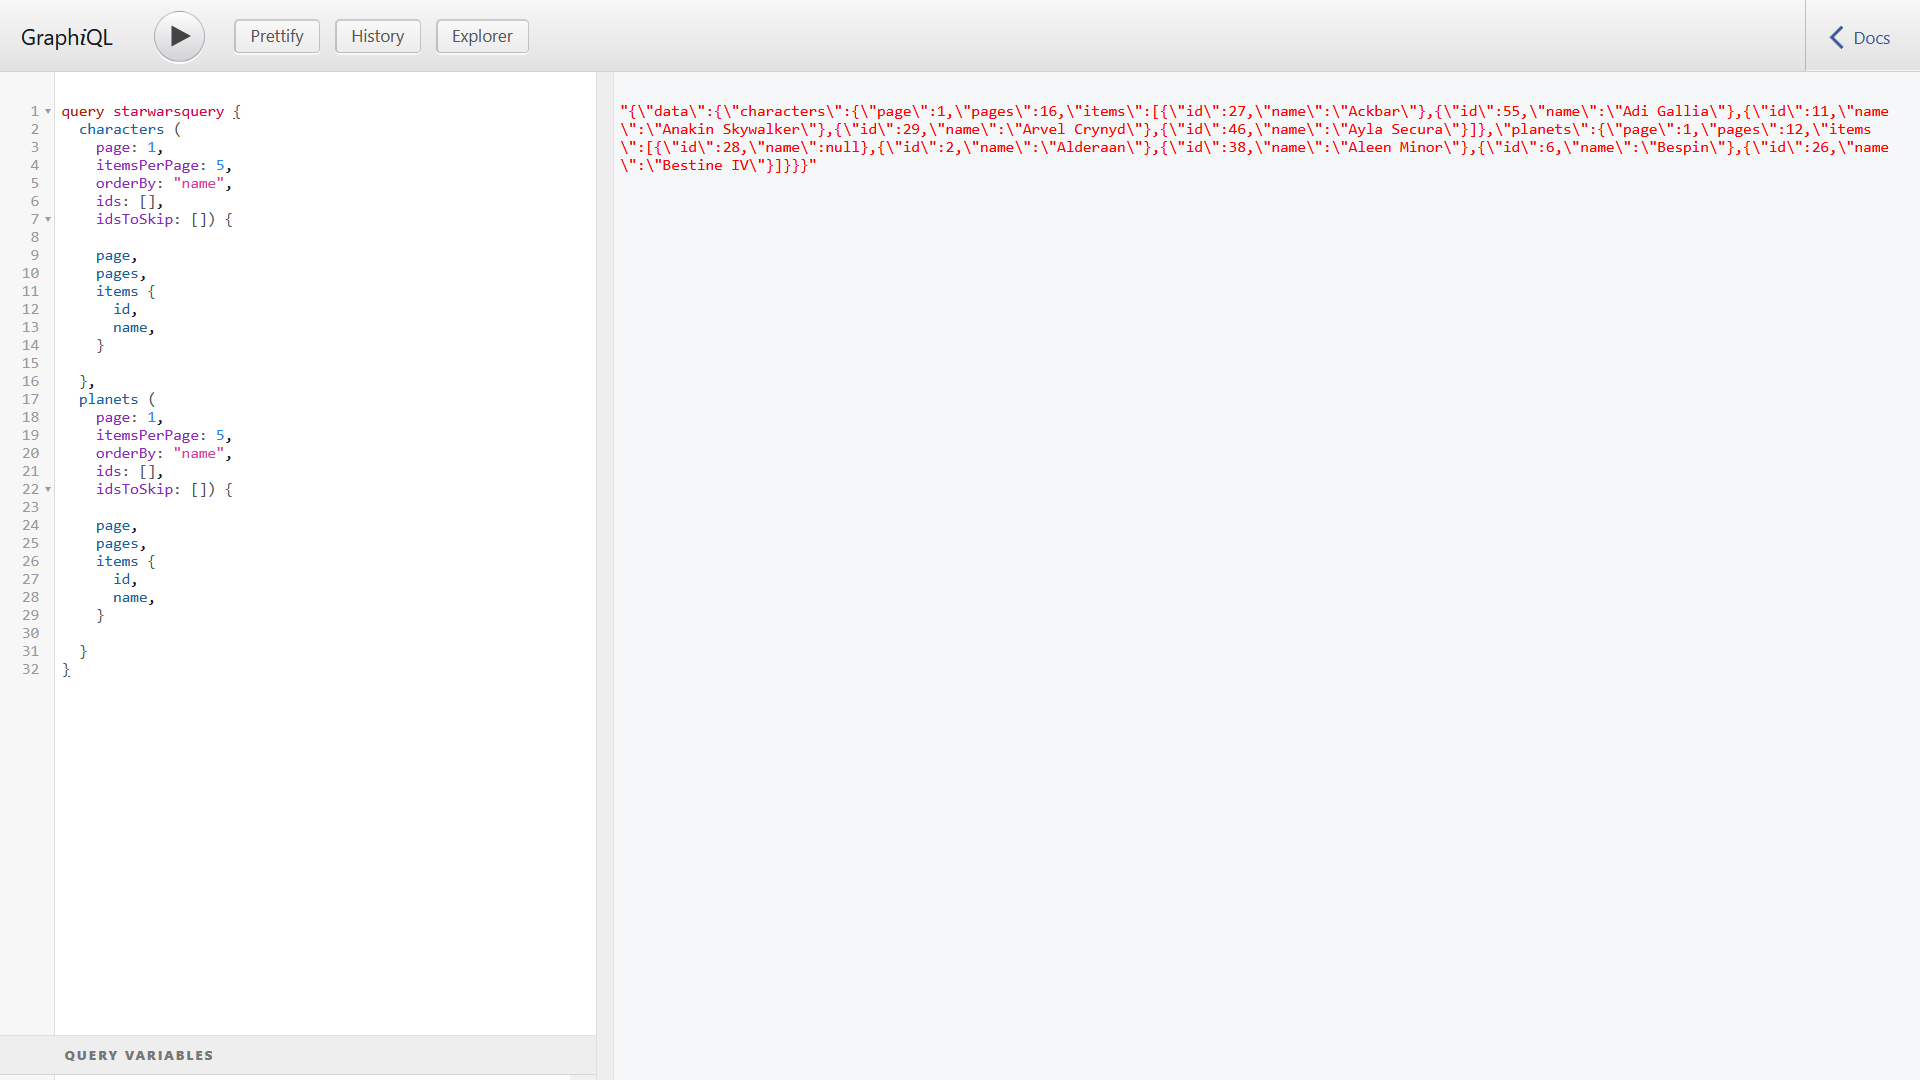 GraphiQL
Prettify
History
Explorer
Docs
1 query starwarsquery {
2   characters (
3     page: 1,
4     itemsPerPage: 5,
5     orderBy: "name",
6     ids: [],
7     idsToSkip: []) {
8
9     page,
10     pages,
11     items {
12       id,
13       name,
14     }
15
16   },
17   planets (
18     page: 1,
19     itemsPerPage: 5,
20     orderBy: "name",
21     ids: [],
22     idsToSkip: []) {
23
24     page,
25     pages,
26     items {
27       id,
28       name,
29     }
30
31   }
32 }
"{\"data\":{\"characters\":{\"page\":1,\"pages\":16,\"items\":[{\"id\":27,\"name\":\"Ackbar\"},{\"id\":55,\"name\":\"Adi Gallia\"},{\"id\":11,\"name
\":\"Anakin Skywalker\"},{\"id\":29,\"name\":\"Arvel Crynyd\"},{\"id\":46,\"name\":\"Ayla Secura\"}]},\"planets\":{\"page\":1,\"pages\":12,\"items
\":[{\"id\":28,\"name\":null},{\"id\":2,\"name\":\"Alderaan\"},{\"id\":38,\"name\":\"Aleen Minor\"},{\"id\":6,\"name\":\"Bespin\"},{\"id\":26,\"name
\":\"Bestine IV\"}]}}}"
QUERY VARIABLES